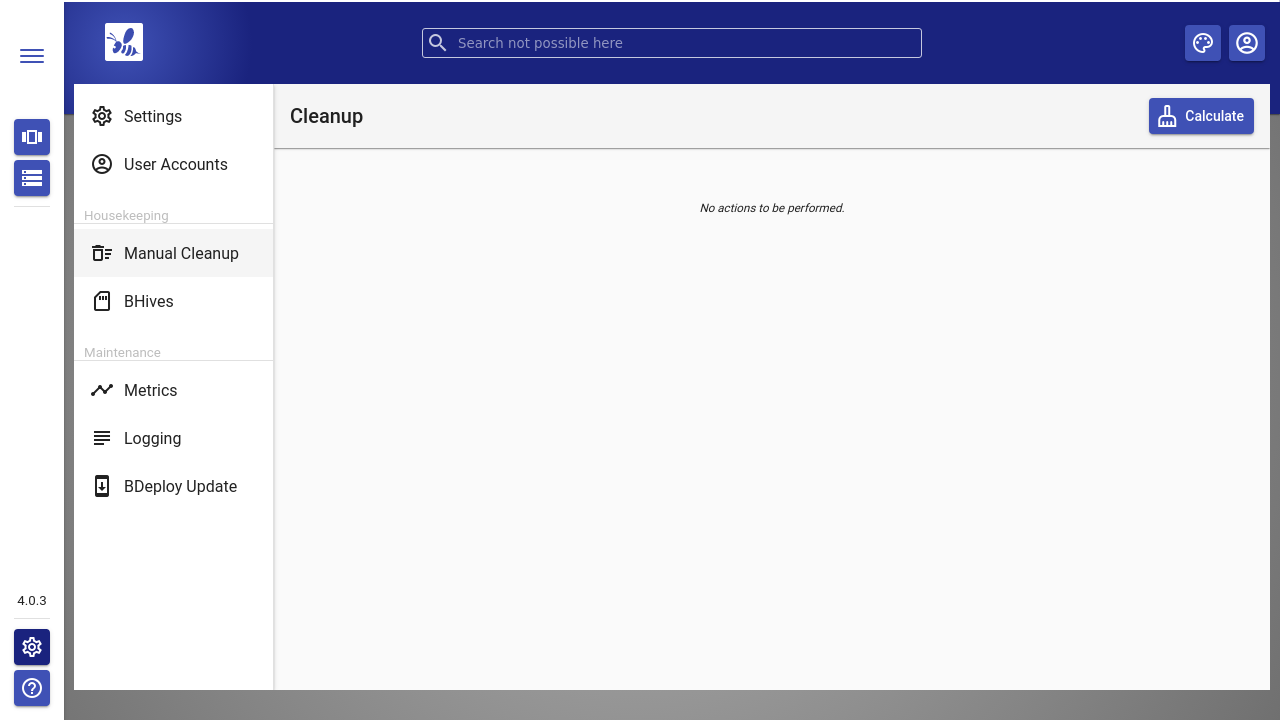 Search not possible here
Settings
User Accounts
Housekeeping
Manual Cleanup
BHives
Maintenance
Metrics
Logging
BDeploy Update
4.0.3
Cleanup
Calculate
No actions to be performed.